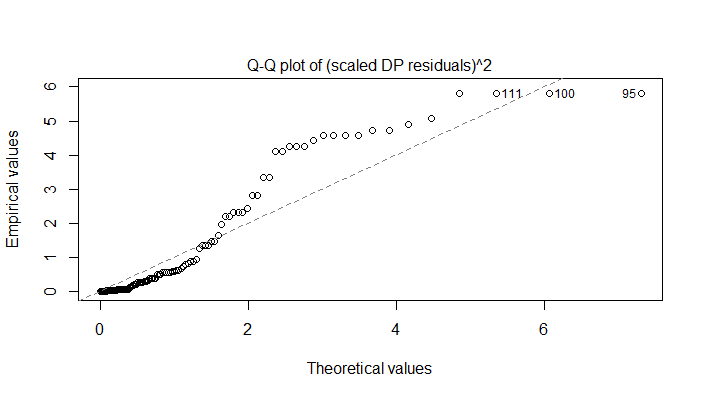 Q-Q plot of (scaled DP residuals)^2
Empirical values
6
5
4
3
2
1
0
111
100
95
0 2 4 6
Theoretical values